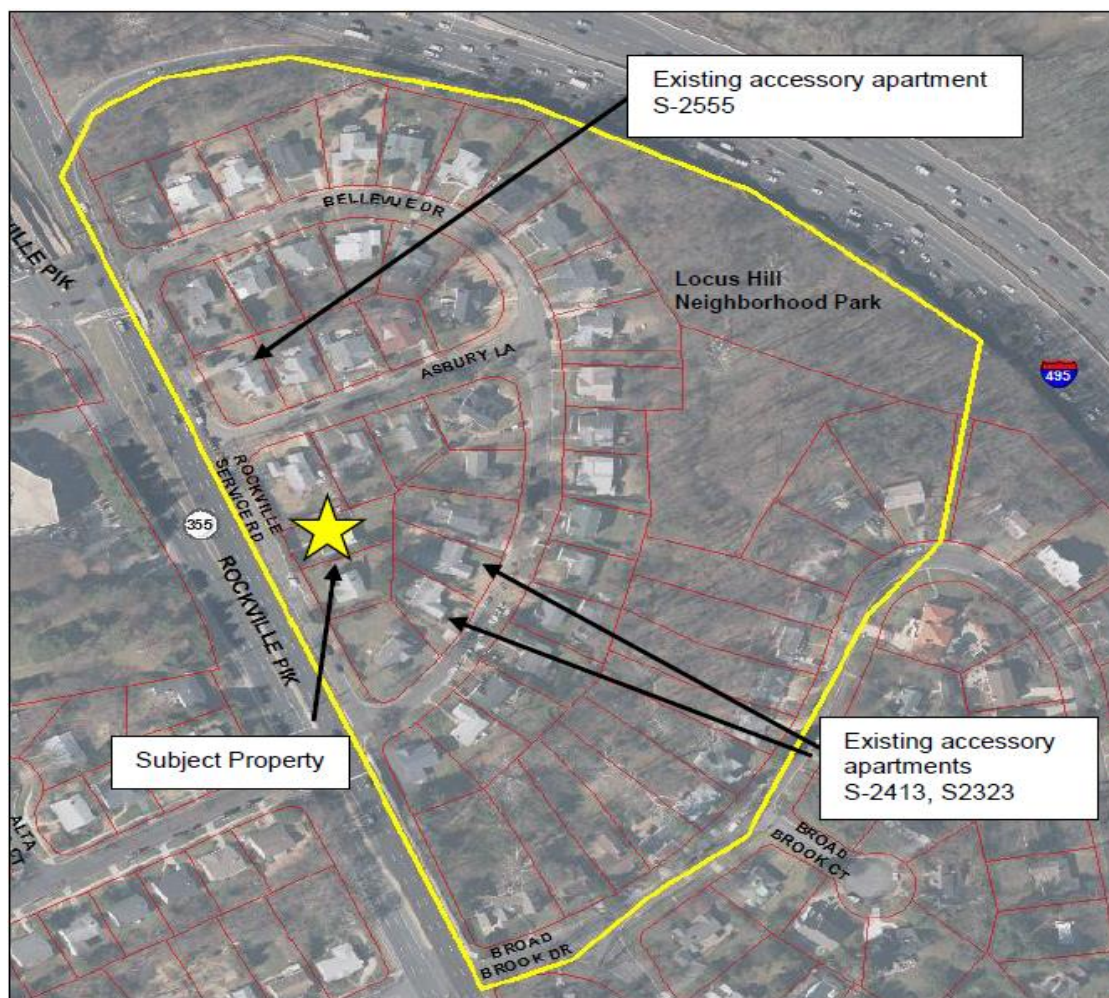 Existing accessory apartment
S-2555
BELLEVUE DR
VILLE PIK
Locus Hill
Neighborhood Park
ASBURY LA
495
ROCKVILLE
SERVICE RD
355
ROCKVILLE PIK
Subject Property
Existing accessory
apartments
S-2413, S2323
ALTA
CT
BROAD
BROOK CT
BROAD
BROOK DR